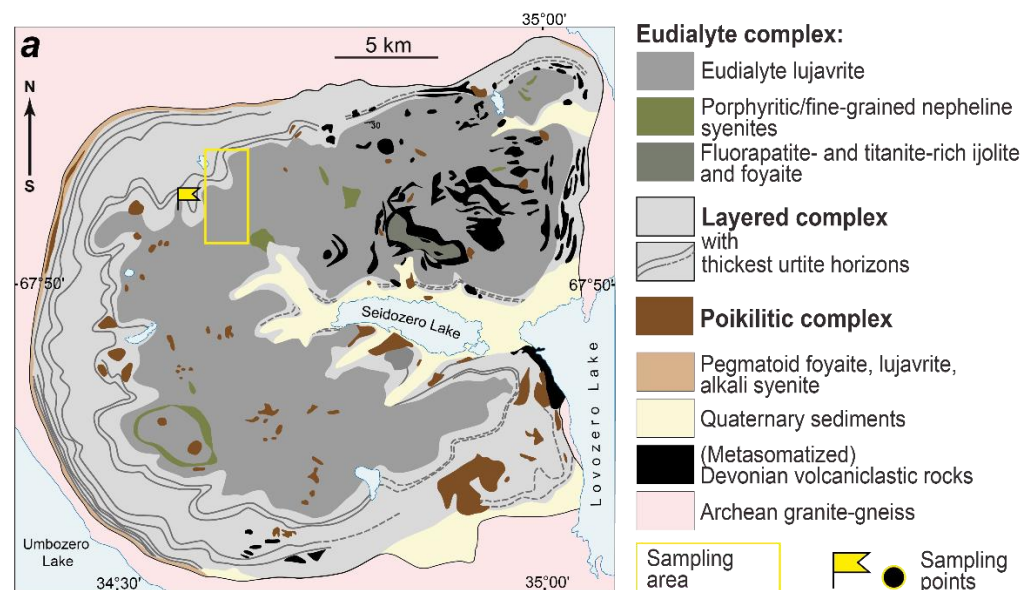 a
35°00'
5 km
N
S
30
67°50'
67°50'
Seidozero Lake
Lovozero Lake
Umbozero
Lake
34°30'
35°00'
Eudialyte complex:
Eudialyte lujavrite
Porphyritic/fine-grained nepheline
syenites
Fluorapatite- and titanite-rich ijolite
and foyaite
Layered complex
with
thickest urtite horizons
Poikilitic complex
Pegmatoid foyaite, lujavrite,
alkali syenite
Quaternary sediments
(Metasomatized)
Devonian volcaniclastic rocks
Archean granite-gneiss
Sampling
area
Sampling
points